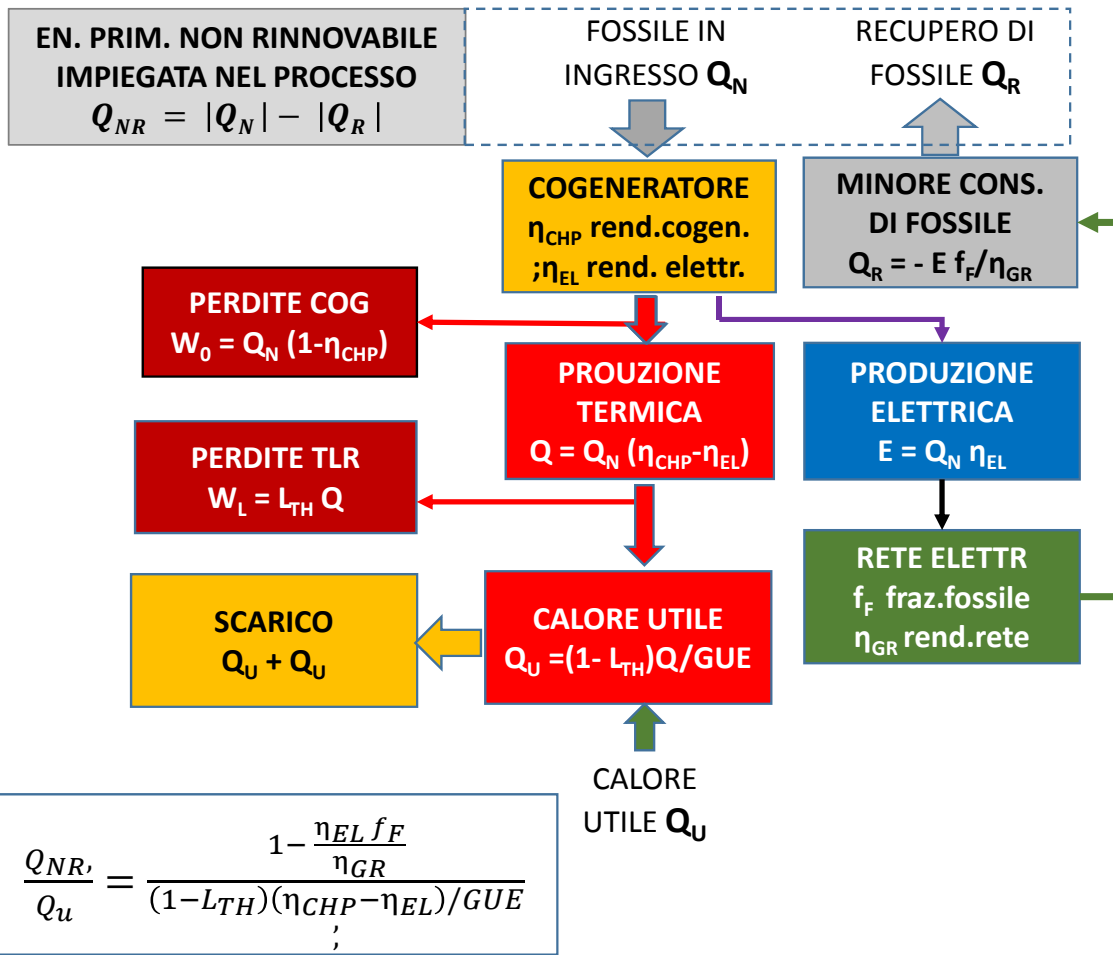 EN. PRIM. NON RINNOVABILE
IMPIEGATA NEL PROCESSO
Q_NR = |Q_N| − |Q_R|
FOSSILE IN
INGRESSO Q_N
RECUPERO DI
FOSSILE Q_R
COGENERATORE
η_CHP rend.cogen.
;η_EL rend. elettr.
MINORE CONS.
DI FOSSILE
Q_R = - E f_F/η_GR
PERDITE COG
W_0 = Q_N (1-η_CHP)
PROUZIONE
TERMICA
Q = Q_N (η_CHP-η_EL)
PRODUZIONE
ELETTRICA
E = Q_N η_EL
PERDITE TLR
W_L = L_TH Q
RETE ELETTR
f_F fraz.fossile
η_GR rend.rete
SCARICO
Q_U + Q_U
CALORE UTILE
Q_U =(1- L_TH)Q/GUE
CALORE
UTILE Q_U
Q_NR, / Q_u = (1− (η_EL f_F / η_GR)) / ((1−L_TH)(η_CHP−η_EL)/GUE)
,
;